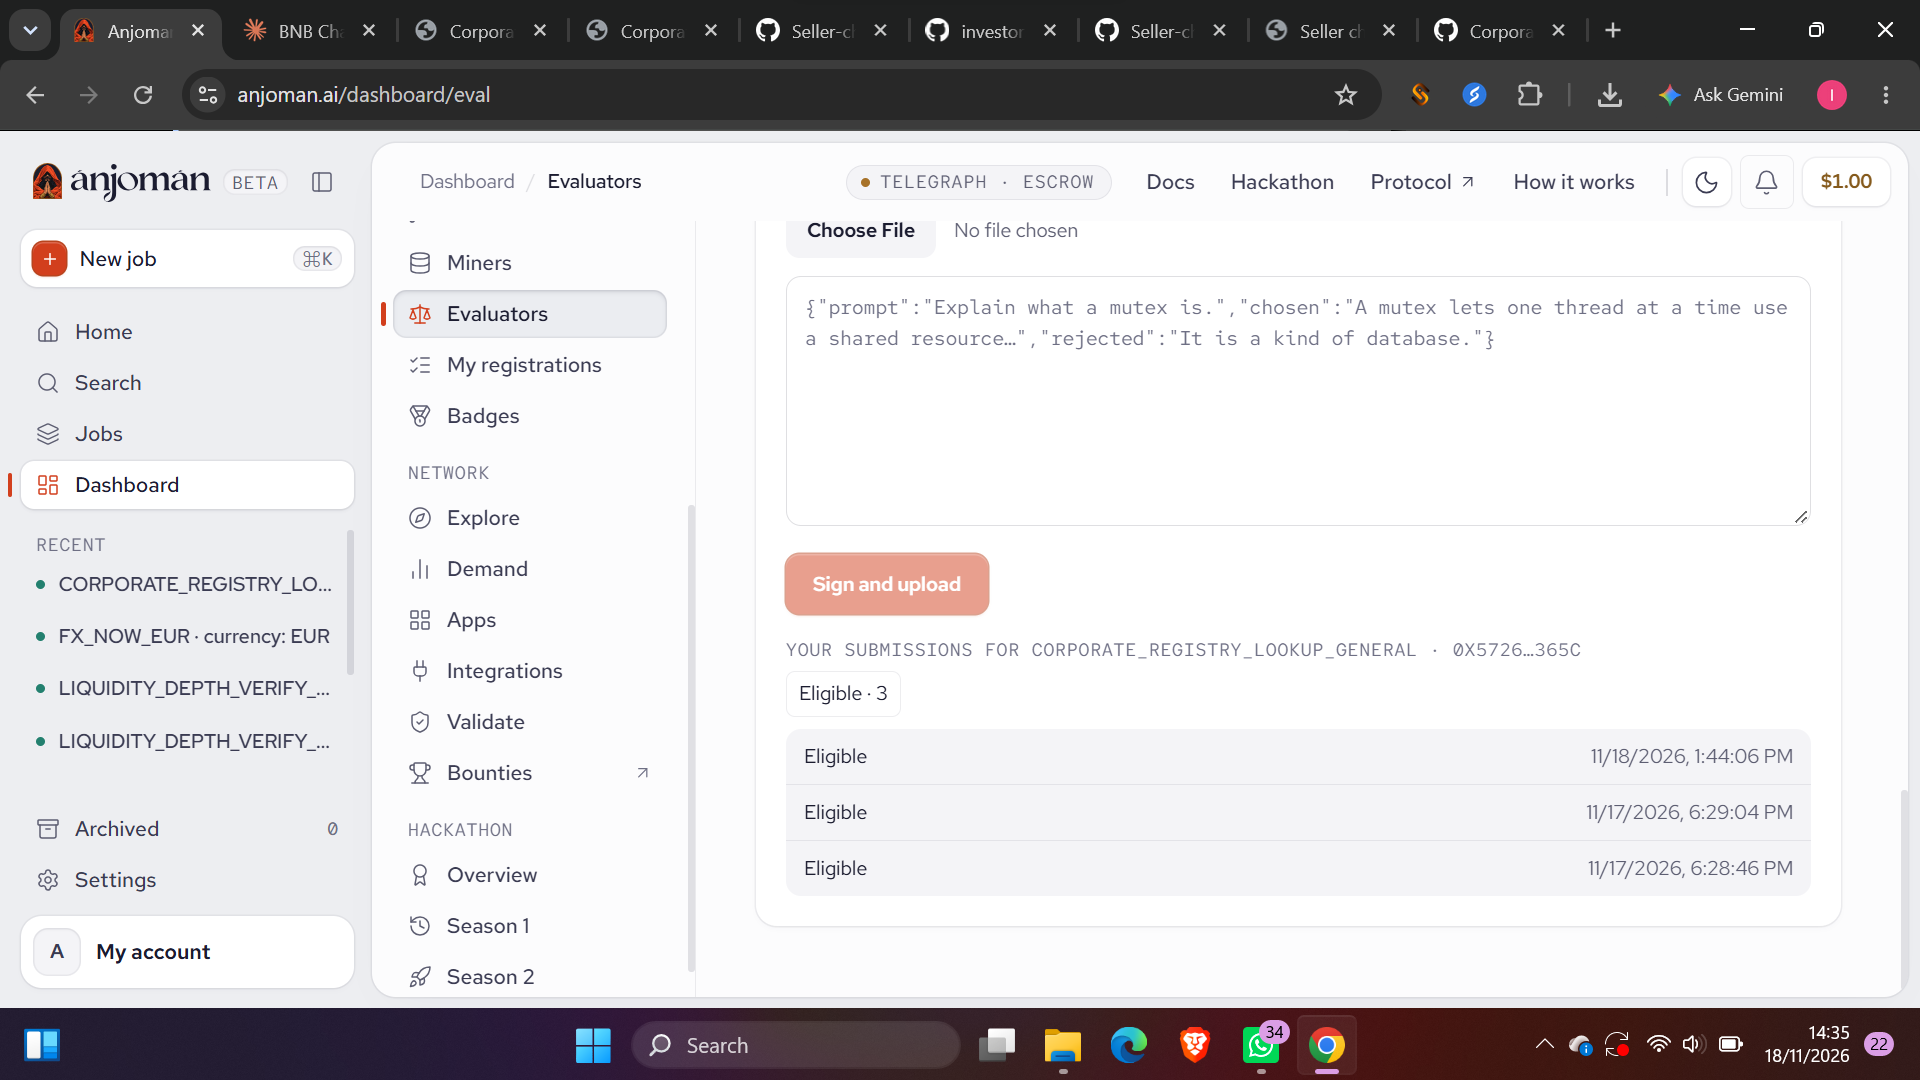 Anjoma
BNB Cha
Corpora
Corpora
Seller-cl
investor
Seller-cl
Seller ch
Corpora
anjoman.ai/dashboard/eval
Ask Gemini
I
anjoman
BETA
New job
⌘K
Home
Search
Jobs
Dashboard
RECENT
CORPORATE_REGISTRY_LO...
FX_NOW_EUR · currency: EUR
LIQUIDITY_DEPTH_VERIFY_...
LIQUIDITY_DEPTH_VERIFY_...
Archived
0
Settings
A
My account
Dashboard / Evaluators
TELEGRAPH · ESCROW
Docs
Hackathon
Protocol
How it works
$1.00
Miners
Evaluators
My registrations
Badges
NETWORK
Explore
Demand
Apps
Integrations
Validate
Bounties
HACKATHON
Overview
Season 1
Season 2
Choose File
No file chosen
{"prompt":"Explain what a mutex is.","chosen":"A mutex lets one thread at a time use
a shared resource…","rejected":"It is a kind of database."}
Sign and upload
YOUR SUBMISSIONS FOR CORPORATE_REGISTRY_LOOKUP_GENERAL · 0X5726…365C
Eligible · 3
Eligible
11/18/2026, 1:44:06 PM
Eligible
11/17/2026, 6:29:04 PM
Eligible
11/17/2026, 6:28:46 PM
Search
34
14:35
18/11/2026
22